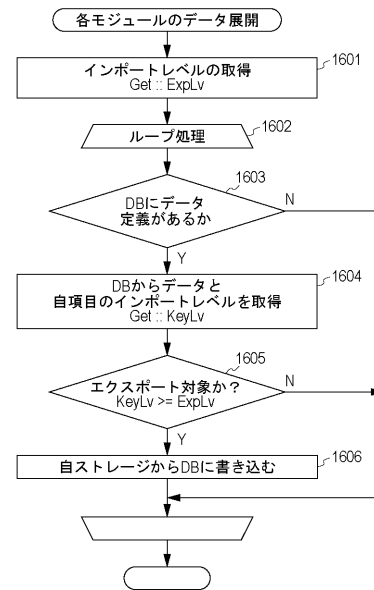 各モジュールのデータ展開
1601
インポートレベルの取得
Get :: ExpLv
1602
ループ処理
1603
DBにデータ
定義があるか
N
Y
1604
DBからデータと
自項目のインポートレベルを取得
Get :: KeyLv
1605
エクスポート対象か？
KeyLv >= ExpLv
N
Y
1606
自ストレージからDBに書き込む